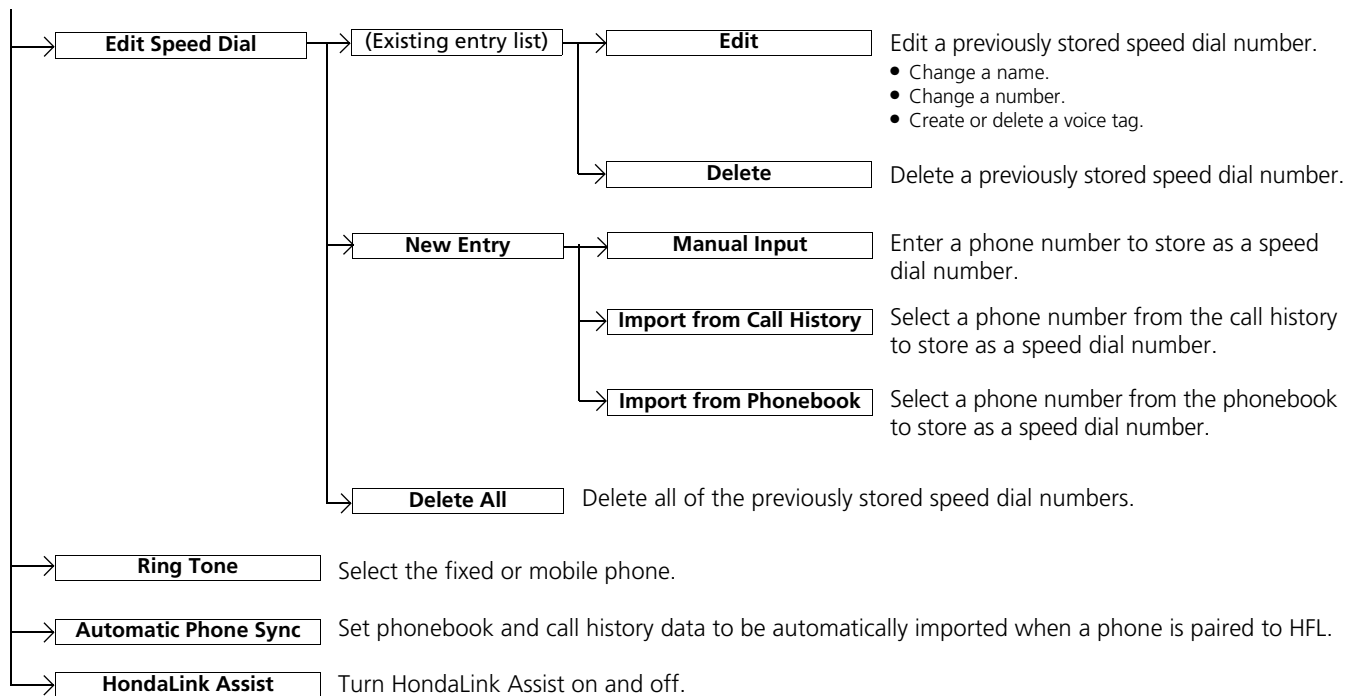 Edit Speed Dial
(Existing entry list)
Edit
Edit a previously stored speed dial number.
● Change a name.
● Change a number.
● Create or delete a voice tag.
Delete
Delete a previously stored speed dial number.
New Entry
Manual Input
Enter a phone number to store as a speed
dial number.
Import from Call History
Select a phone number from the call history
to store as a speed dial number.
Import from Phonebook
Select a phone number from the phonebook
to store as a speed dial number.
Delete All
Delete all of the previously stored speed dial numbers.
Ring Tone
Select the fixed or mobile phone.
Automatic Phone Sync
Set phonebook and call history data to be automatically imported when a phone is paired to HFL.
HondaLink Assist
Turn HondaLink Assist on and off.